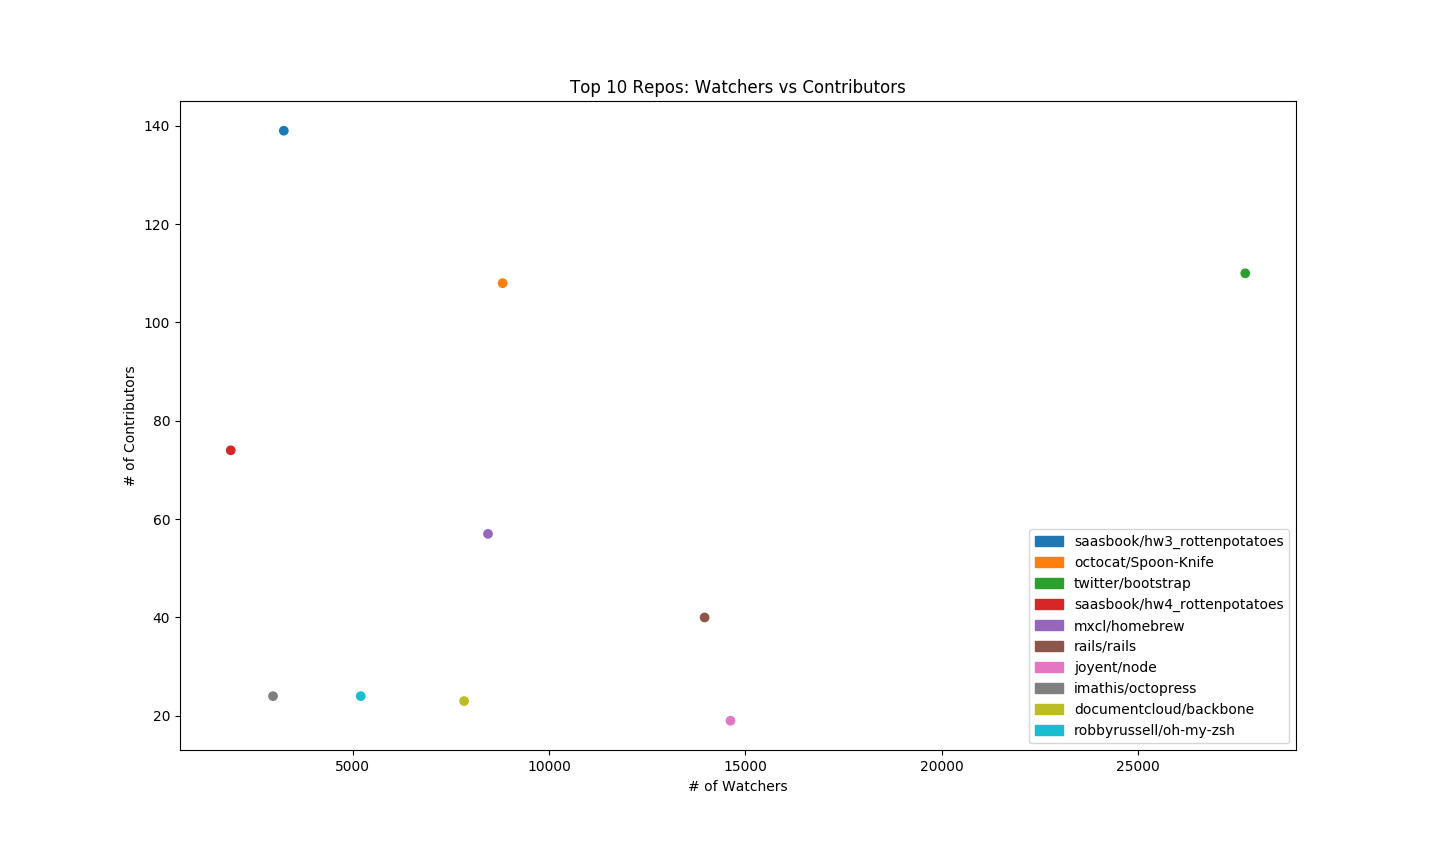 Top 10 Repos: Watchers vs Contributors
140
120
100
80
60
40
20
# of Contributors
5000
10000
15000
20000
25000
# of Watchers
saasbook/hw3_rottenpotatoes
octocat/Spoon-Knife
twitter/bootstrap
saasbook/hw4_rottenpotatoes
mxcl/homebrew
rails/rails
joyent/node
imathis/octopress
documentcloud/backbone
robbyrussell/oh-my-zsh